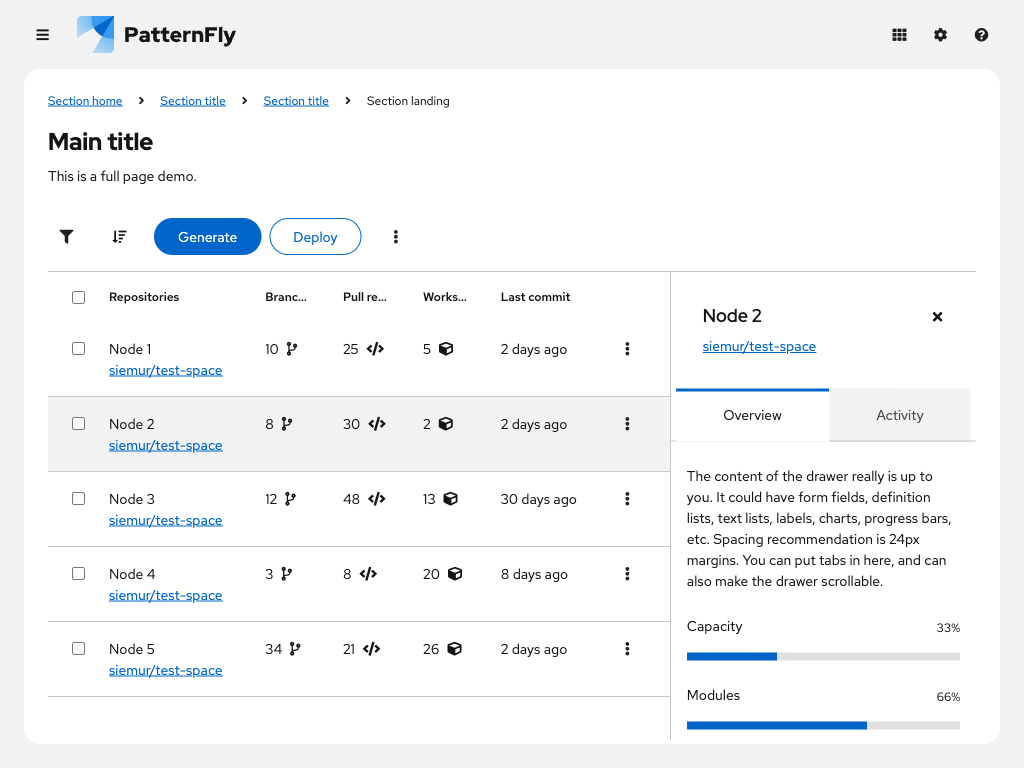 PatternFly
Section home Section title Section title Section landing
Main title
This is a full page demo.
Generate Deploy
Repositories Branc... Pull re... Works... Last commit
Node 1 10 25 5 2 days ago
siemur/test-space
Node 2 8 30 2 2 days ago
siemur/test-space
Node 3 12 48 13 30 days ago
siemur/test-space
Node 4 3 8 20 8 days ago
siemur/test-space
Node 5 34 21 26 2 days ago
siemur/test-space
Node 2
siemur/test-space
Overview Activity
The content of the drawer really is up to
you. It could have form fields, definition
lists, text lists, labels, charts, progress bars,
etc. Spacing recommendation is 24px
margins. You can put tabs in here, and can
also make the drawer scrollable.
Capacity 33%
Modules 66%